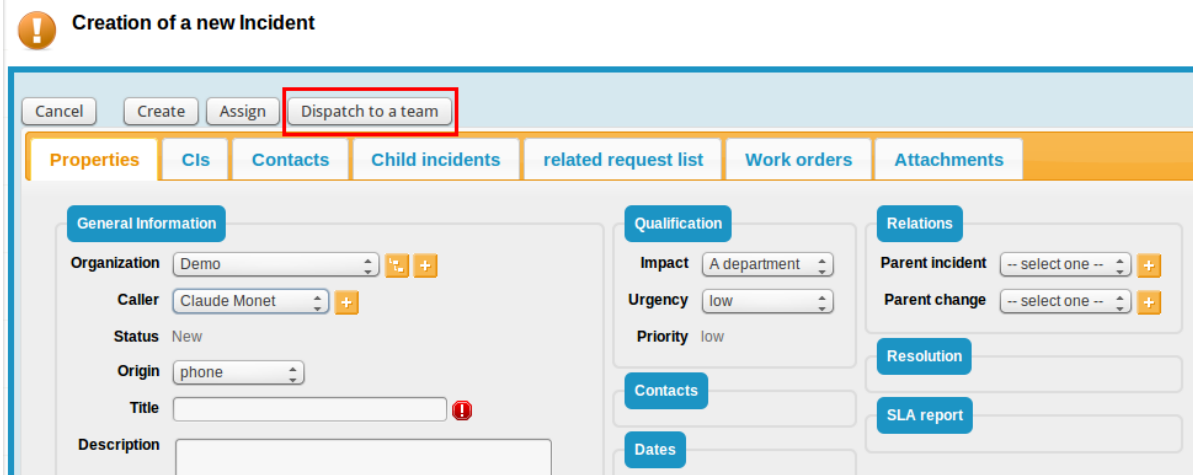 Creation of a new Incident
Cancel Create Assign Dispatch to a team
Properties CIs Contacts Child incidents related request list Work orders Attachments
General Information
Organization Demo
Caller Claude Monet
Status New
Origin phone
Title
Description
Qualification
Impact A department
Urgency low
Priority low
Contacts
Dates
Relations
Parent incident -- select one --
Parent change -- select one --
Resolution
SLA report